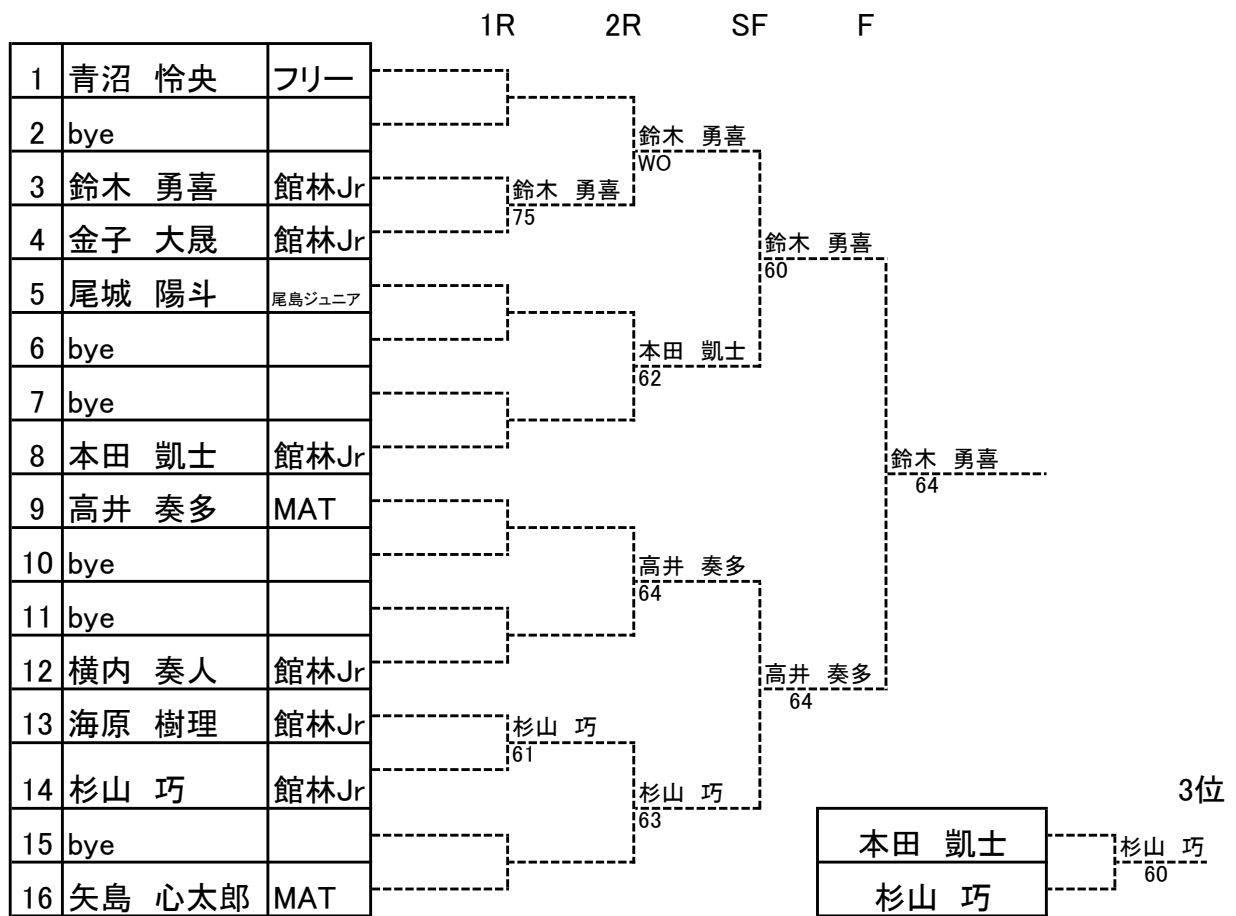 1R 2R SF F
1 青沼 怜央 フリー
2 bye
鈴木 勇喜
WO
3 鈴木 勇喜 館林Jr
鈴木 勇喜
75
4 金子 大晟 館林Jr
鈴木 勇喜
60
5 尾城 陽斗 尾島ジュニア
6 bye
本田 凱士
62
7 bye
8 本田 凱士 館林Jr
鈴木 勇喜
64
9 高井 奏多 MAT
10 bye
高井 奏多
64
11 bye
12 横内 奏人 館林Jr
高井 奏多
64
13 海原 樹理 館林Jr
杉山 巧
61
14 杉山 巧 館林Jr
杉山 巧
63
3位
15 bye
本田 凱士
杉山 巧
60
16 矢島 心太郎 MAT
杉山 巧